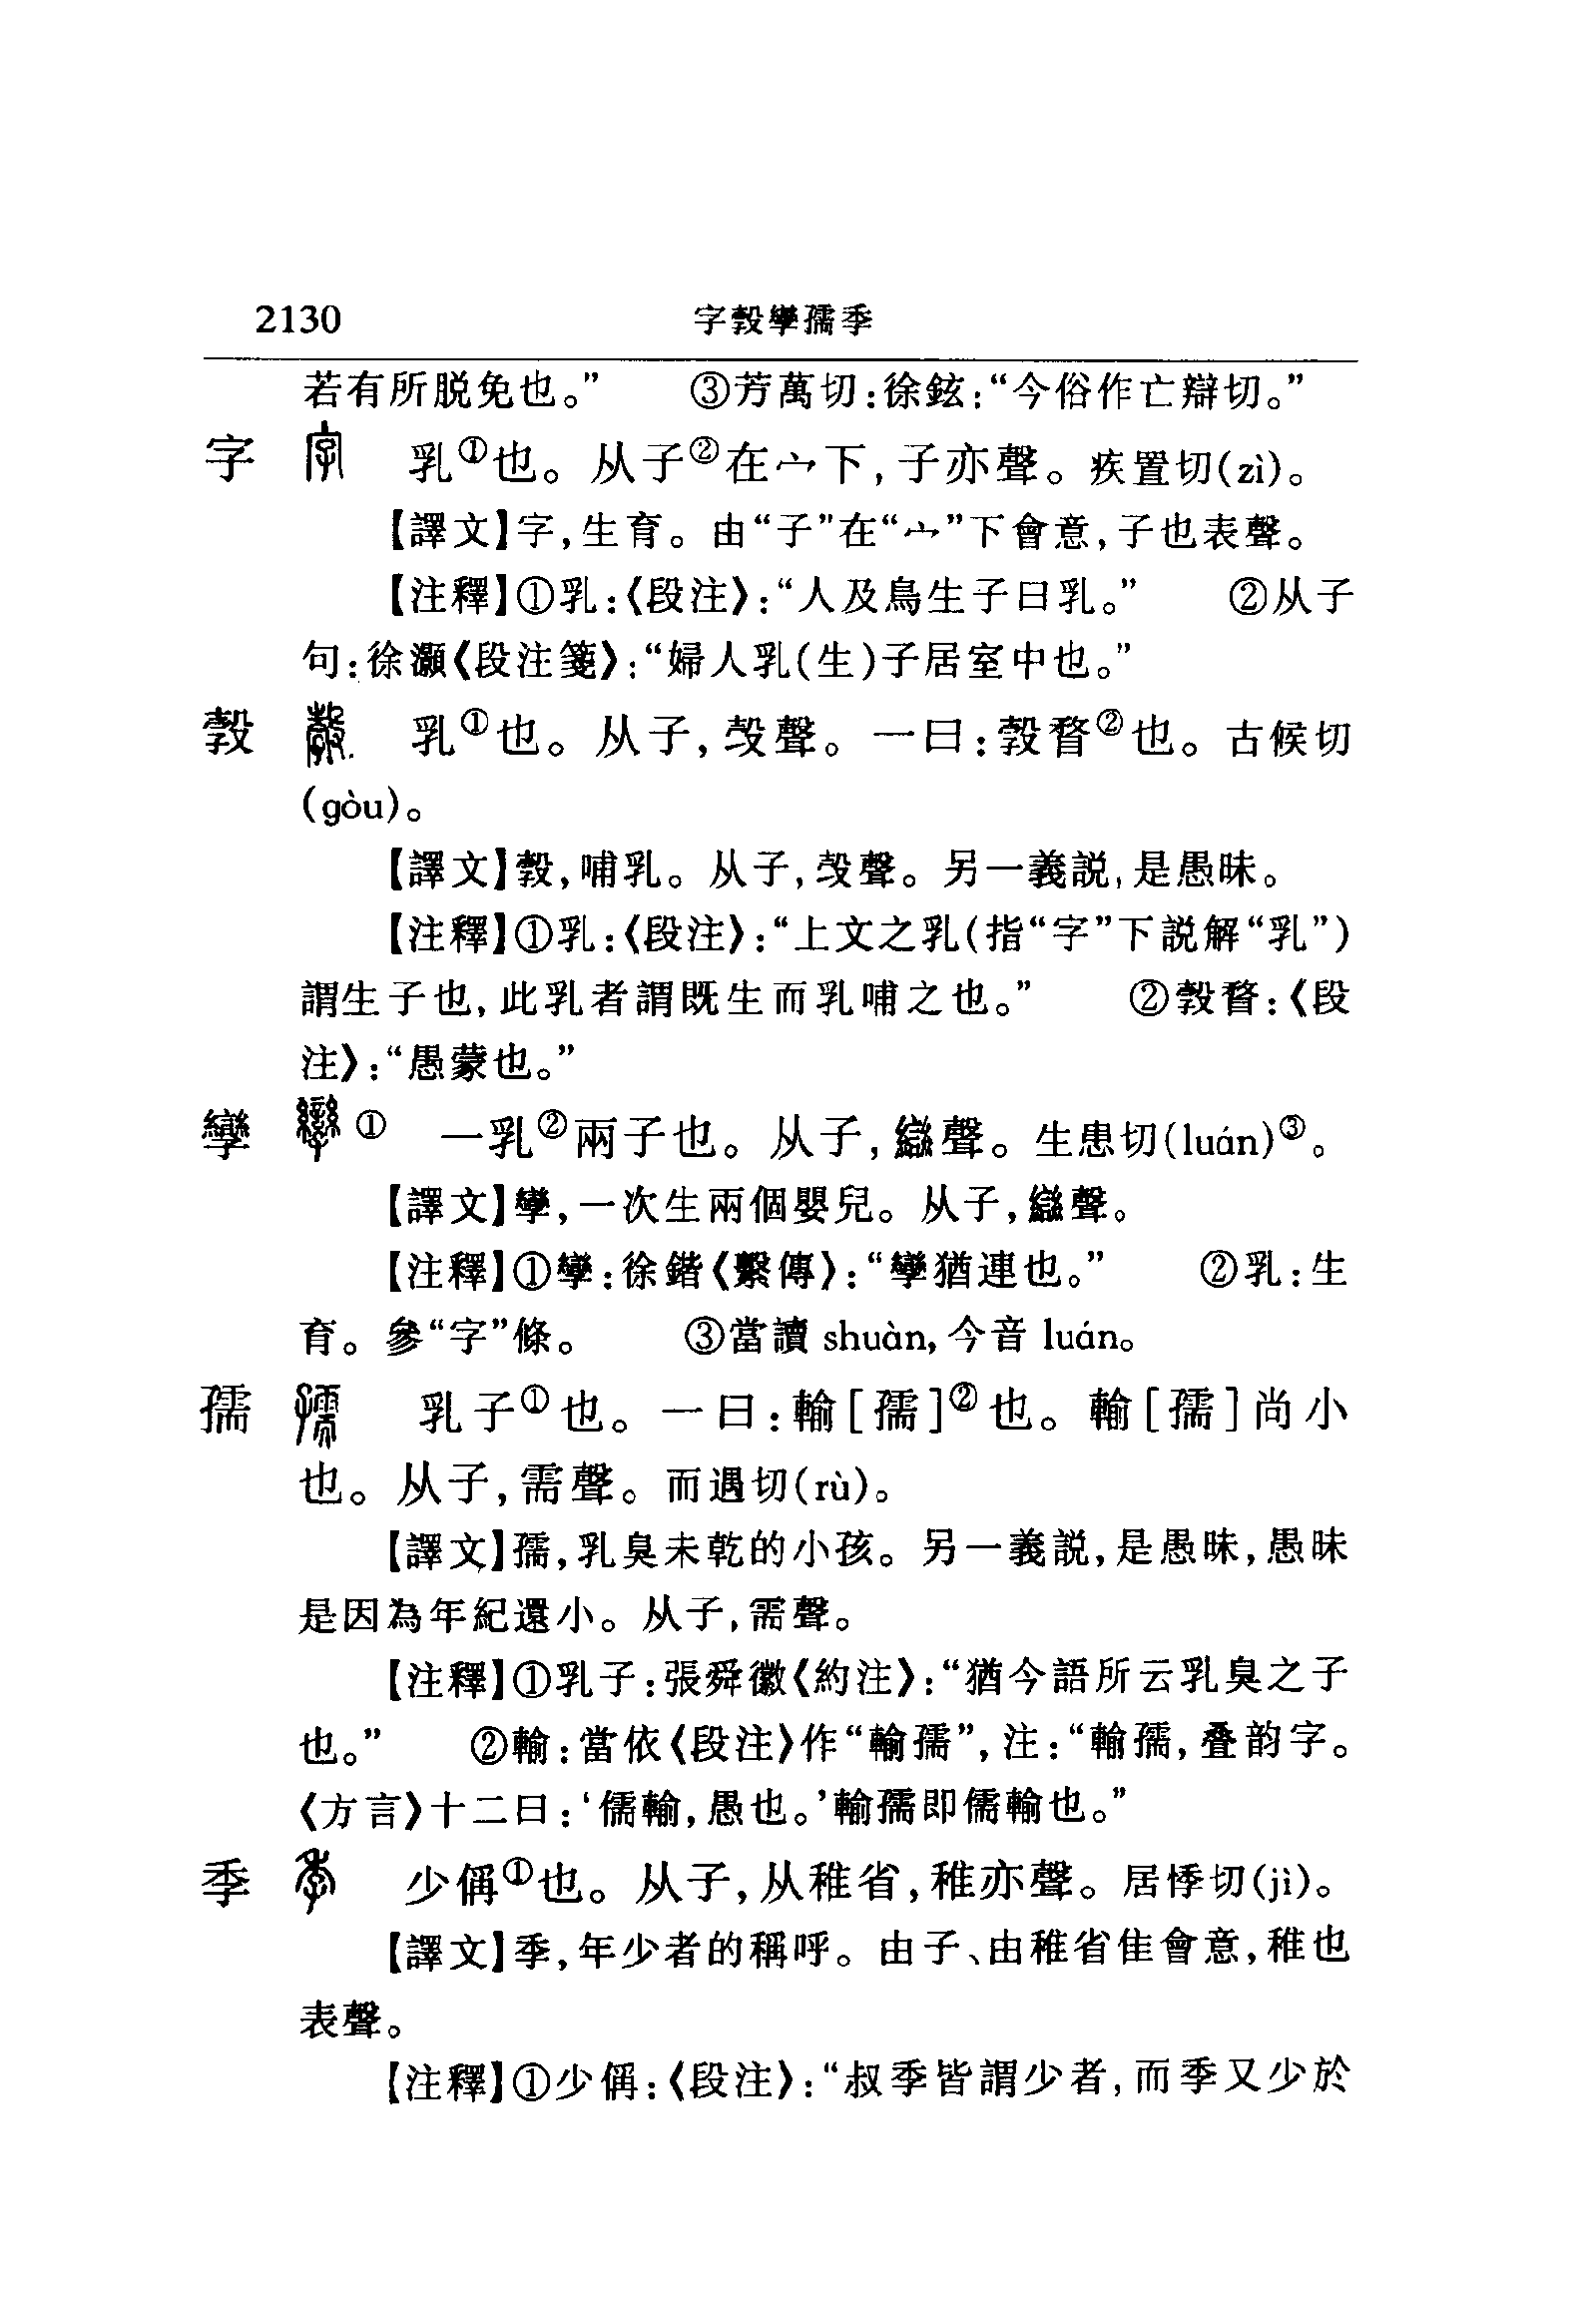 2130 字㝅孿孺季
若有所脱免也。” ③芳萬切:徐鉉:“今俗作亡辯切。”
字 乳①也。从子②在宀下,子亦聲。疾置切(zì)。
【譯文】字,生育。由“子”在“宀”下會意,子也表聲。
【注釋】①乳:《段注》:“人及鳥生子曰乳。” ②从子
句:徐灝《段注箋》:“婦人乳(生)子居室中也。”
㝅 乳①也。从子,𣪊聲。一曰:㝅瞀②也。古候切
(gòu)。
【譯文】㝅,哺乳。从子,𣪊聲。另一義説,是愚昧。
【注釋】①乳:《段注》:“上文之乳(指“字”下説解“乳”)
謂生子也,此乳者謂既生而乳哺之也。” ②㝅瞀:《段
注》:“愚蒙也。”
孿 ① 一乳②兩子也。从子,䜌聲。生患切(luán)③。
【譯文】孿,一次生兩個嬰兒。从子,䜌聲。
【注釋】①孿:徐鍇《繫傳》:“孿猶連也。” ②乳:生
育。參“字”條。 ③當讀 shuàn,今音 luán。
孺 乳子①也。一曰:輸[孺]②也。輸[孺]尚小
也。从子,需聲。而遇切(rù)。
【譯文】孺,乳臭未乾的小孩。另一義説,是愚昧,愚昧
是因為年紀還小。从子,需聲。
【注釋】①乳子:張舜徽《約注》:“猶今語所云乳臭之子
也。” ②輸:當依《段注》作“輸孺”,注:“輸孺,叠韵字。
《方言》十二曰:‘儒輸,愚也。’輸孺即儒輸也。”
季 少偁①也。从子,从稚省,稚亦聲。居悸切(jì)。
【譯文】季,年少者的稱呼。由子、由稚省隹會意,稚也
表聲。
【注釋】①少偁:《段注》:“叔季皆謂少者,而季又少於